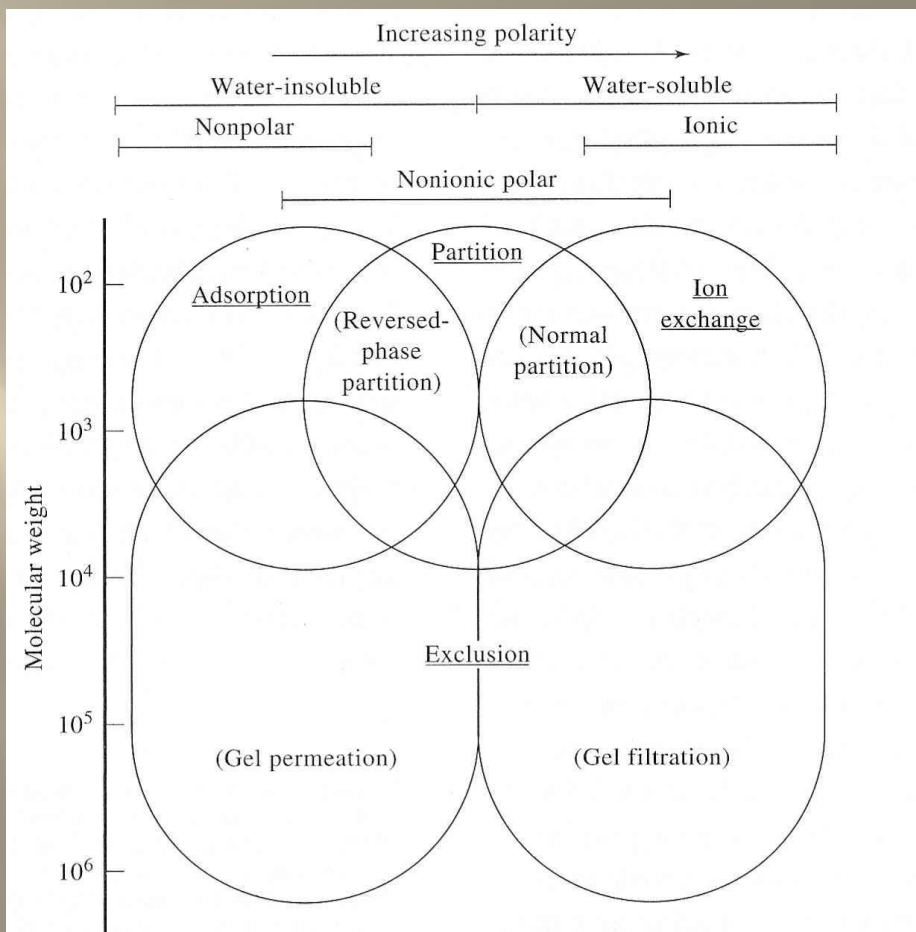 Increasing polarity
Water-insoluble
Water-soluble
Nonpolar
Ionic
Nonionic polar
Partition
10²
Adsorption
Ion
exchange
(Reversed-
phase
partition)
(Normal
partition)
10³
Molecular weight
10⁴
Exclusion
10⁵
(Gel permeation)
(Gel filtration)
10⁶